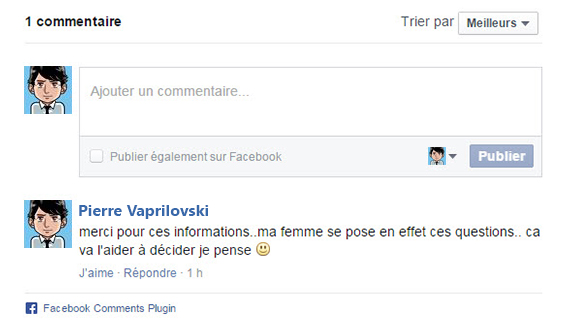 1 commentaire
Trier par Meilleurs
Ajouter un commentaire...
Publier également sur Facebook
Publier
Pierre Vaprilovski
merci pour ces informations..ma femme se pose en effet ces questions.. ca
va l'aider à décider je pense
J'aime · Répondre · 1 h
Facebook Comments Plugin